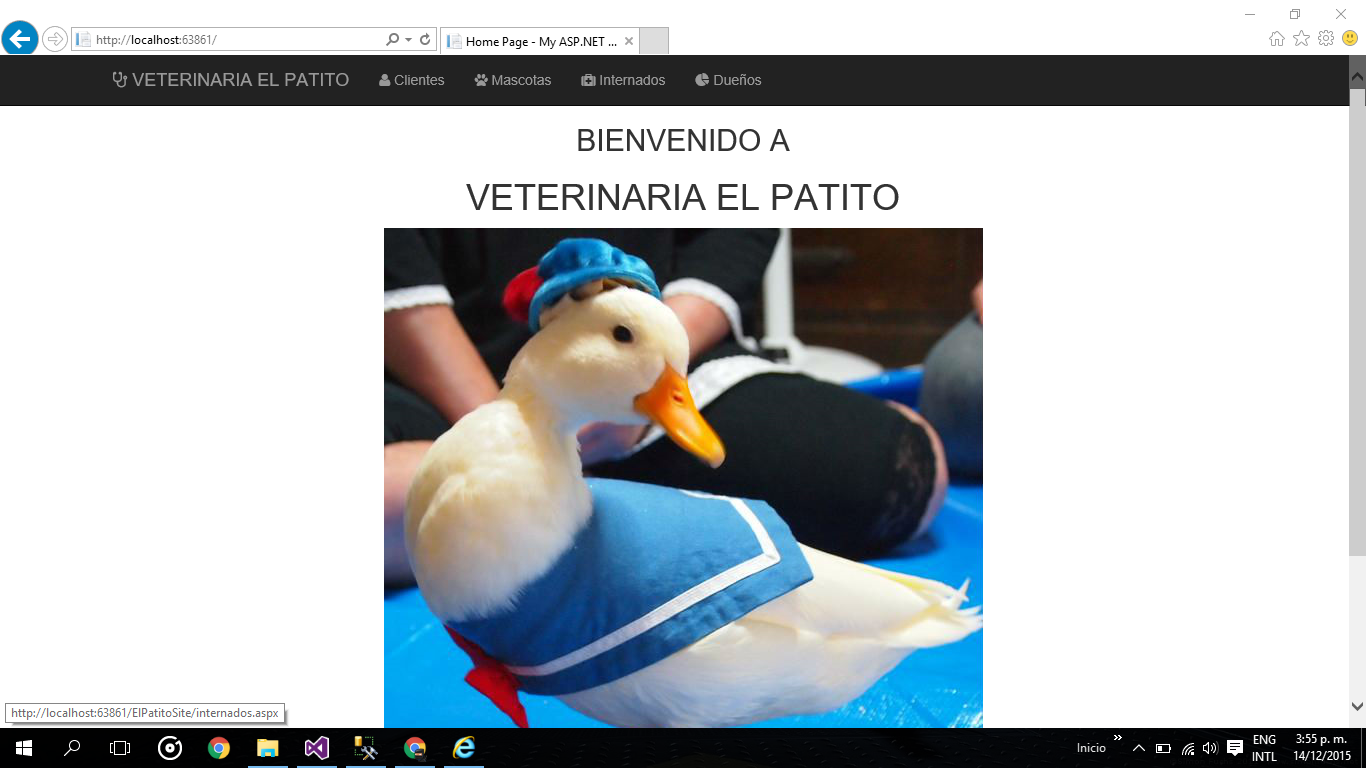 http://localhost:63861/
Home Page - My ASP.NET ...
VETERINARIA EL PATITO
Clientes
Mascotas
Internados
Dueños
BIENVENIDO A
VETERINARIA EL PATITO
http://localhost:63861/ElPatitoSite/internados.aspx
Inicio
ENG
INTL
3:55 p. m.
14/12/2015